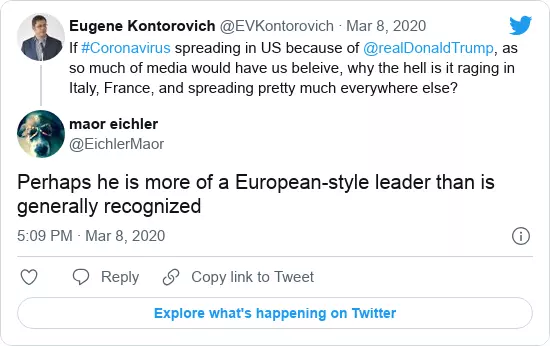 Eugene Kontorovich @EVKontorovich · Mar 8, 2020
If #Coronavirus spreading in US because of @realDonaldTrump, as
so much of media would have us beleive, why the hell is it raging in
Italy, France, and spreading pretty much everywhere else?
maor eichler
@EichlerMaor
Perhaps he is more of a European-style leader than is
generally recognized
5:09 PM · Mar 8, 2020
Reply
Copy link to Tweet
Explore what's happening on Twitter